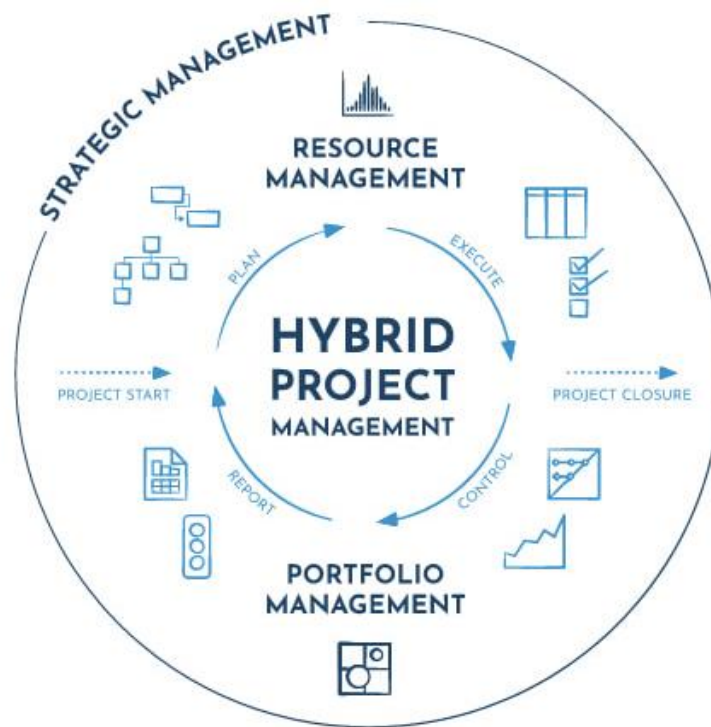 STRATEGIC MANAGEMENT
RESOURCE
MANAGEMENT
PLAN
EXECUTE
HYBRID
PROJECT
MANAGEMENT
PROJECT START
PROJECT CLOSURE
REPORT
CONTROL
PORTFOLIO
MANAGEMENT